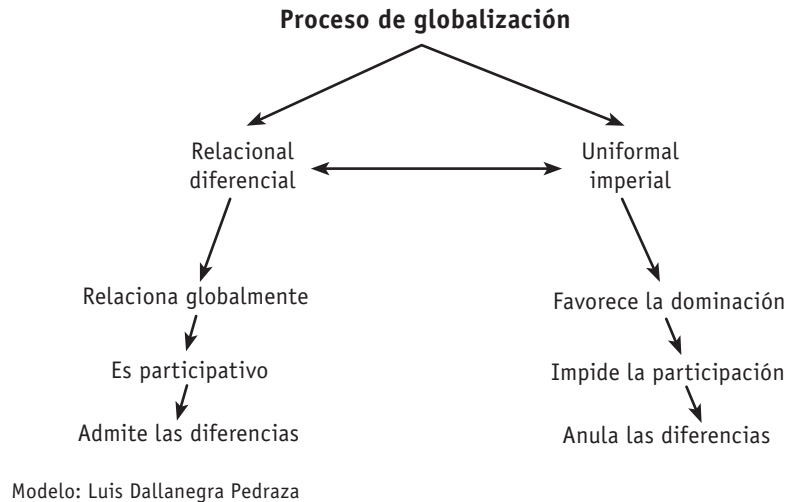 Proceso de globalización
Relacional
diferencial
Uniformal
imperial
Relaciona globalmente
Favorece la dominación
Es participativo
Impide la participación
Admite las diferencias
Anula las diferencias
Modelo: Luis Dallanegra Pedraza